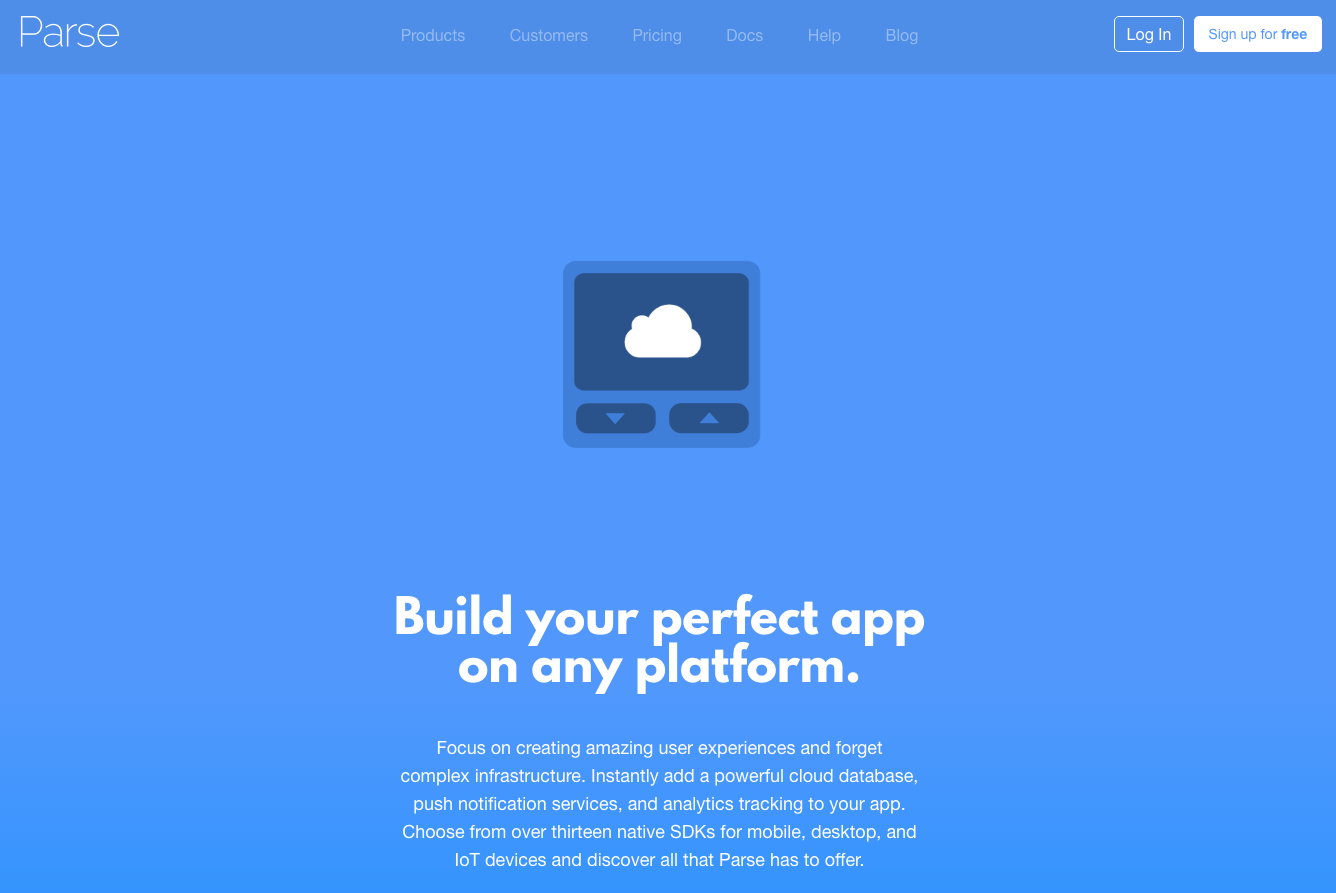 Parse
Products Customers Pricing Docs Help Blog
Log In
Sign up for free
Build your perfect app
on any platform.
Focus on creating amazing user experiences and forget
complex infrastructure. Instantly add a powerful cloud database,
push notification services, and analytics tracking to your app.
Choose from over thirteen native SDKs for mobile, desktop, and
IoT devices and discover all that Parse has to offer.